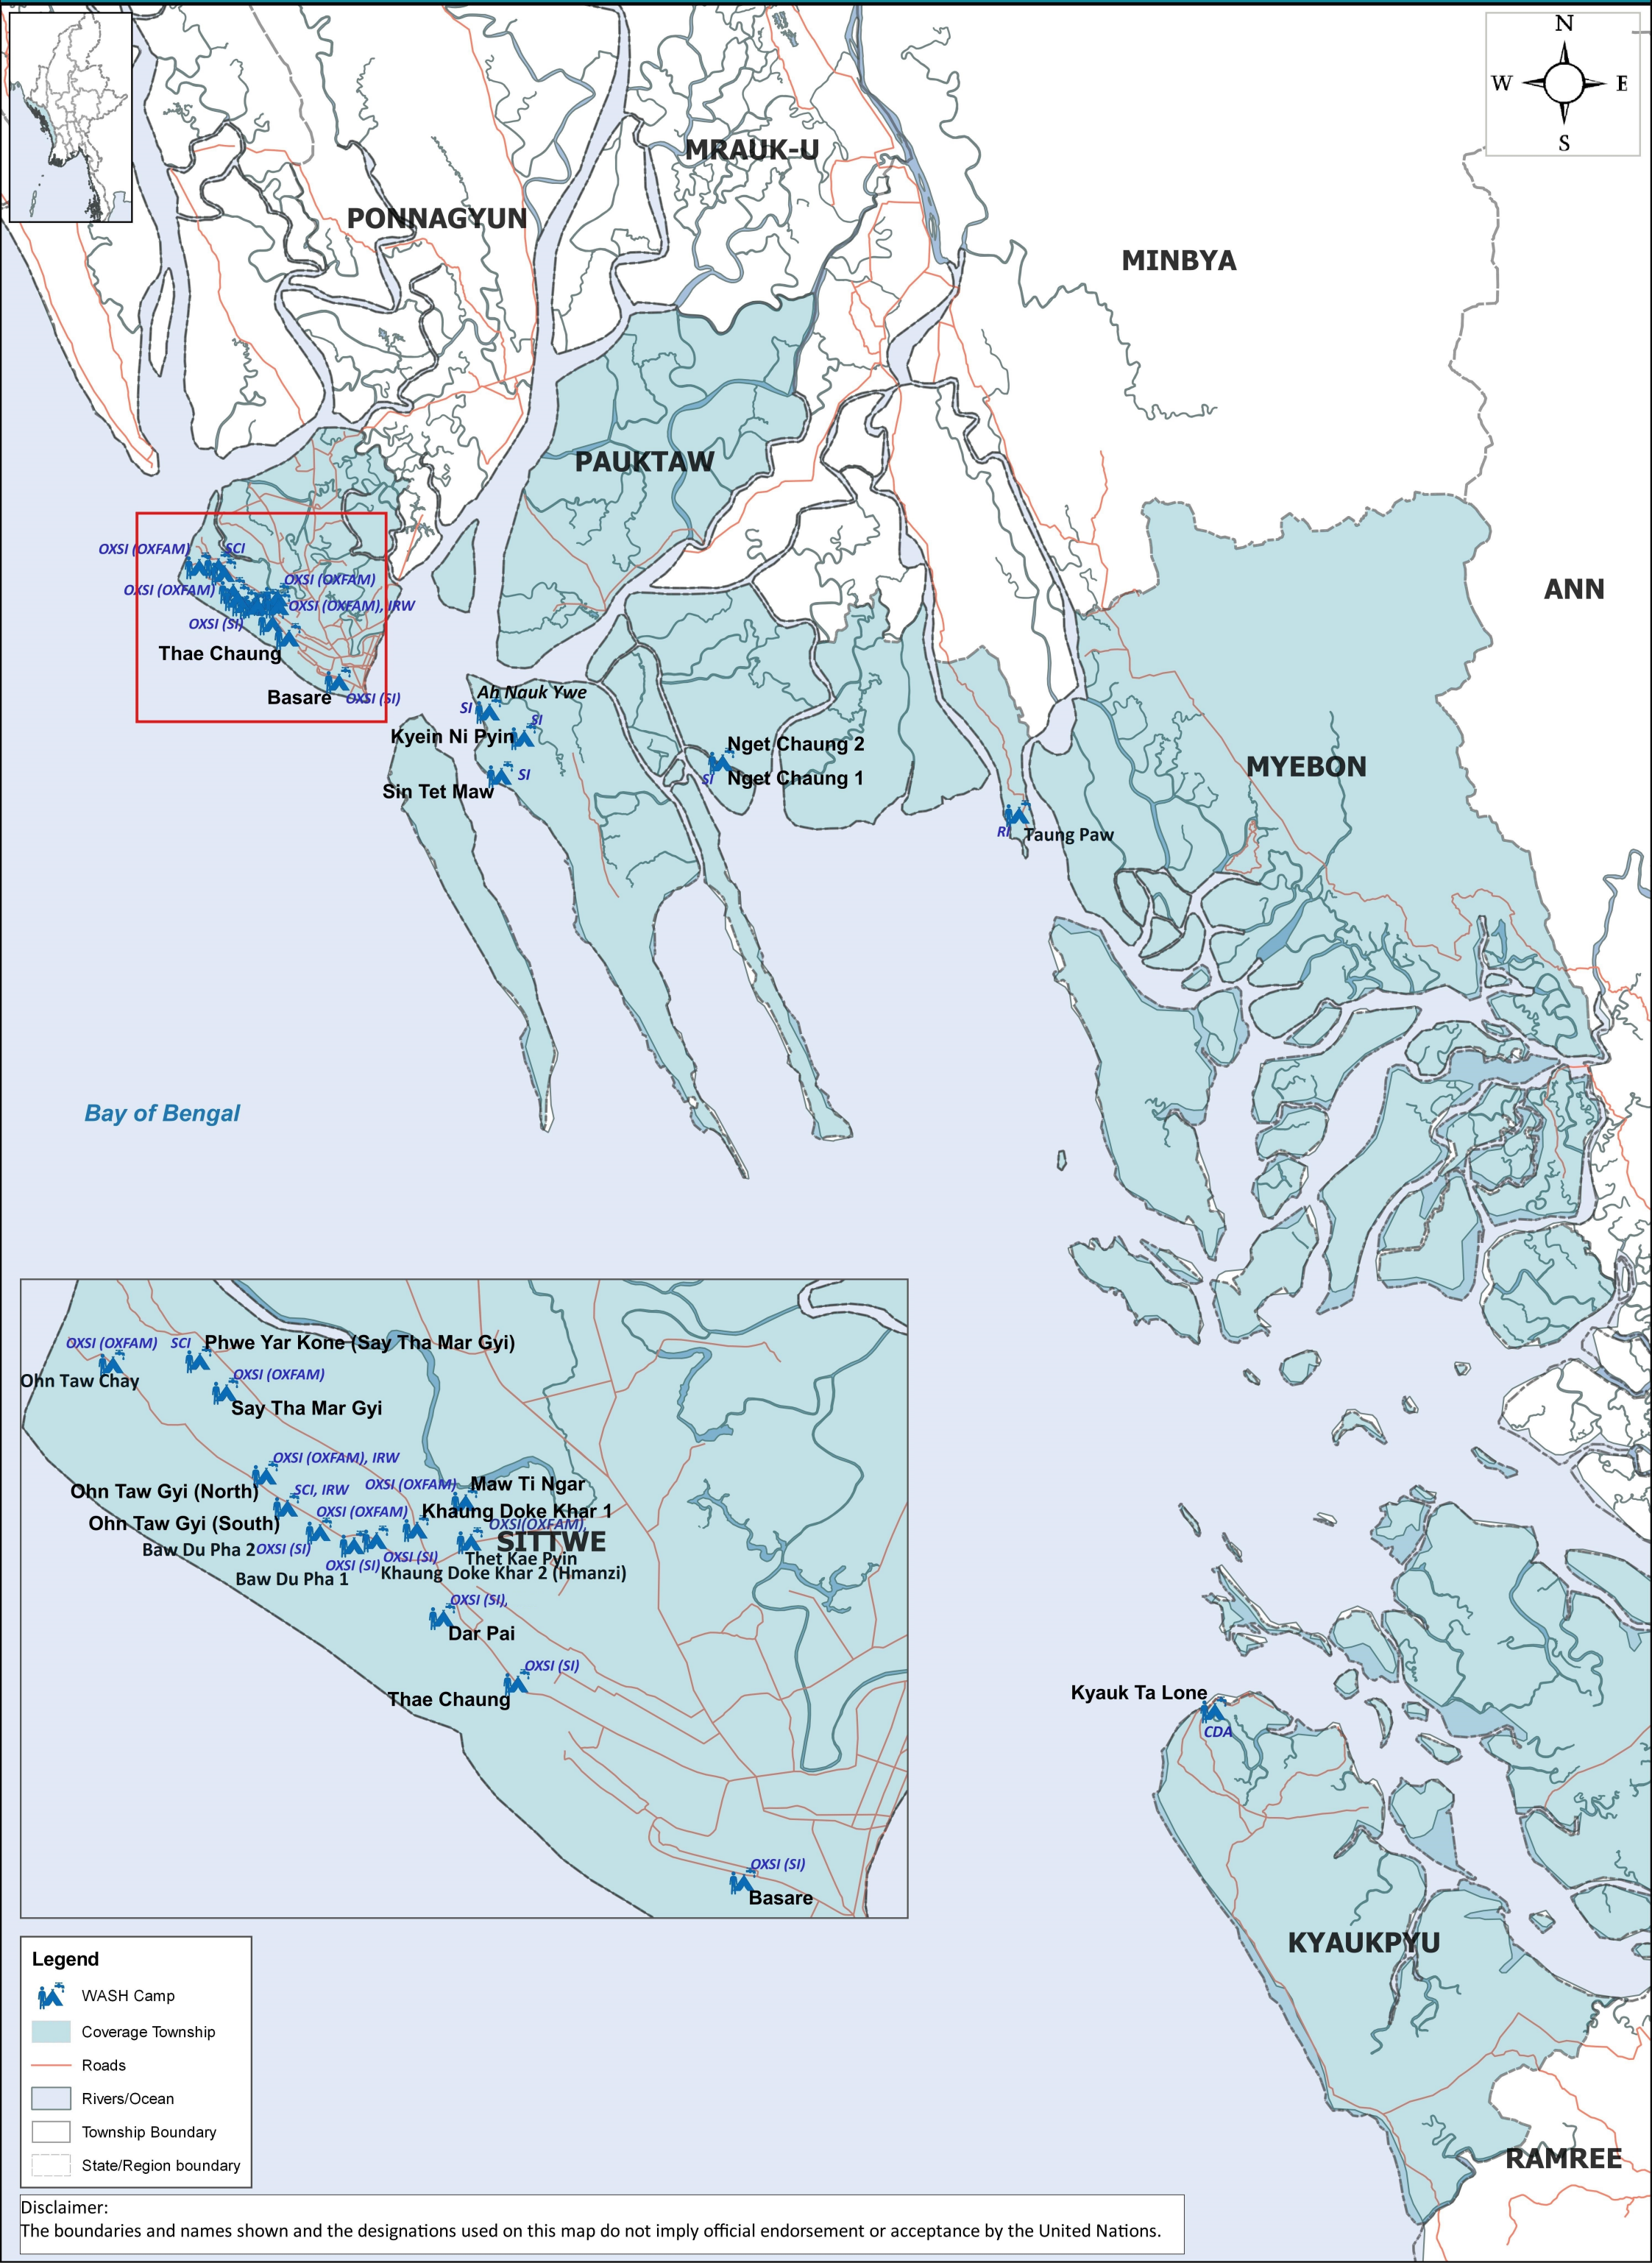 N
W E
S
MRAUK-U
PONNAGYUN
MINBYA
PAUKTAW
ANN
OXSI (OXFAM)
SCI
OXSI (OXFAM)
OXSI (OXFAM)
OXSI (OXFAM), IRW
OXSI (SI)
Thae Chaung
Basare
OXSI (SI)
Ah Nauk Ywe
SI
SI
Kyein Ni Pyin
SI
Sin Tet Maw
Nget Chaung 2
SI
Nget Chaung 1
MYEBON
RI
Taung Paw
Bay of Bengal
OXSI (OXFAM)
SCI
Phwe Yar Kone (Say Tha Mar Gyi)
Ohn Taw Chay
OXSI (OXFAM)
Say Tha Mar Gyi
OXSI (OXFAM), IRW
Ohn Taw Gyi (North)
SCI, IRW
OXSI (OXFAM)
Maw Ti Ngar
OXSI (OXFAM)
Khaung Doke Khar 1
Ohn Taw Gyi (South)
OXSI(OXFAM),
SITTWE
Baw Du Pha 2
OXSI (SI)
OXSI (SI)
OXSI (SI)
Thet Kae Pyin
Khaung Doke Khar 2 (Hmanzi)
Baw Du Pha 1
OXSI (SI),
Dar Pai
OXSI (SI)
Thae Chaung
OXSI (SI)
Basare
Kyauk Ta Lone
CDA
KYAUKPYU
RAMREE
Legend
WASH Camp
Coverage Township
Roads
Rivers/Ocean
Township Boundary
State/Region boundary
Disclaimer:
The boundaries and names shown and the designations used on this map do not imply official endorsement or acceptance by the United Nations.